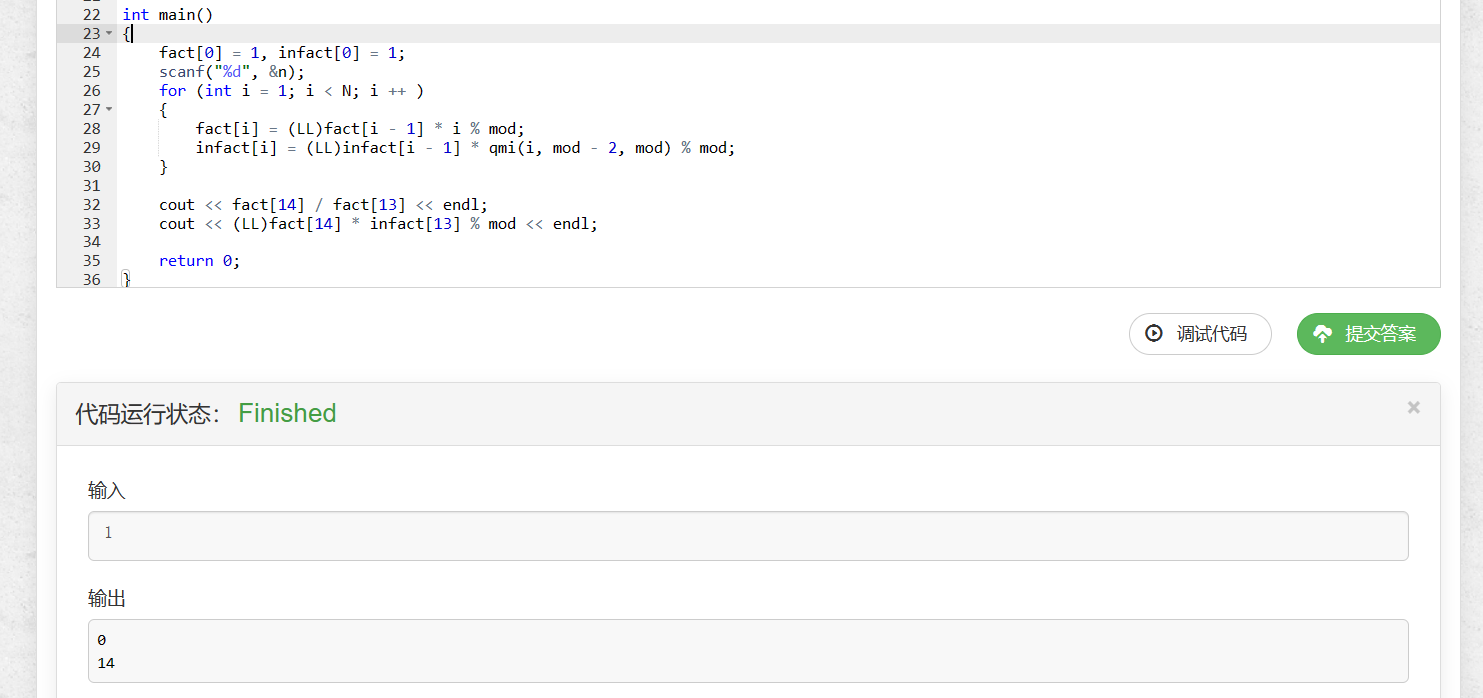 22 int main()
23 {
24 fact[0] = 1, infact[0] = 1;
25 scanf("%d", &n);
26 for (int i = 1; i < N; i ++ )
27 {
28 fact[i] = (LL)fact[i - 1] * i % mod;
29 infact[i] = (LL)infact[i - 1] * qmi(i, mod - 2, mod) % mod;
30 }
31
32 cout << fact[14] / fact[13] << endl;
33 cout << (LL)fact[14] * infact[13] % mod << endl;
34
35 return 0;
36 }
调试代码 提交答案
代码运行状态: Finished ×
输入
1
输出
0
14